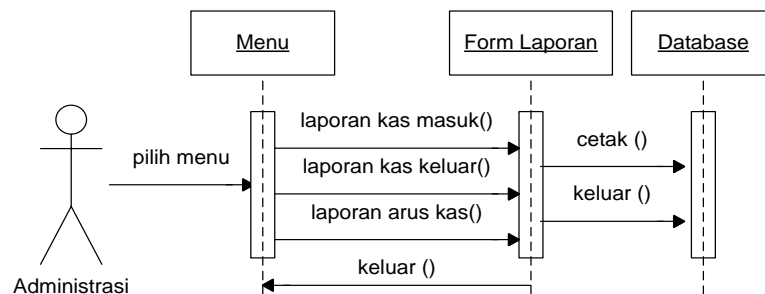 Menu
Form Laporan
Database
laporan kas masuk()
cetak ()
pilih menu
laporan kas keluar()
keluar ()
laporan arus kas()
keluar ()
Administrasi